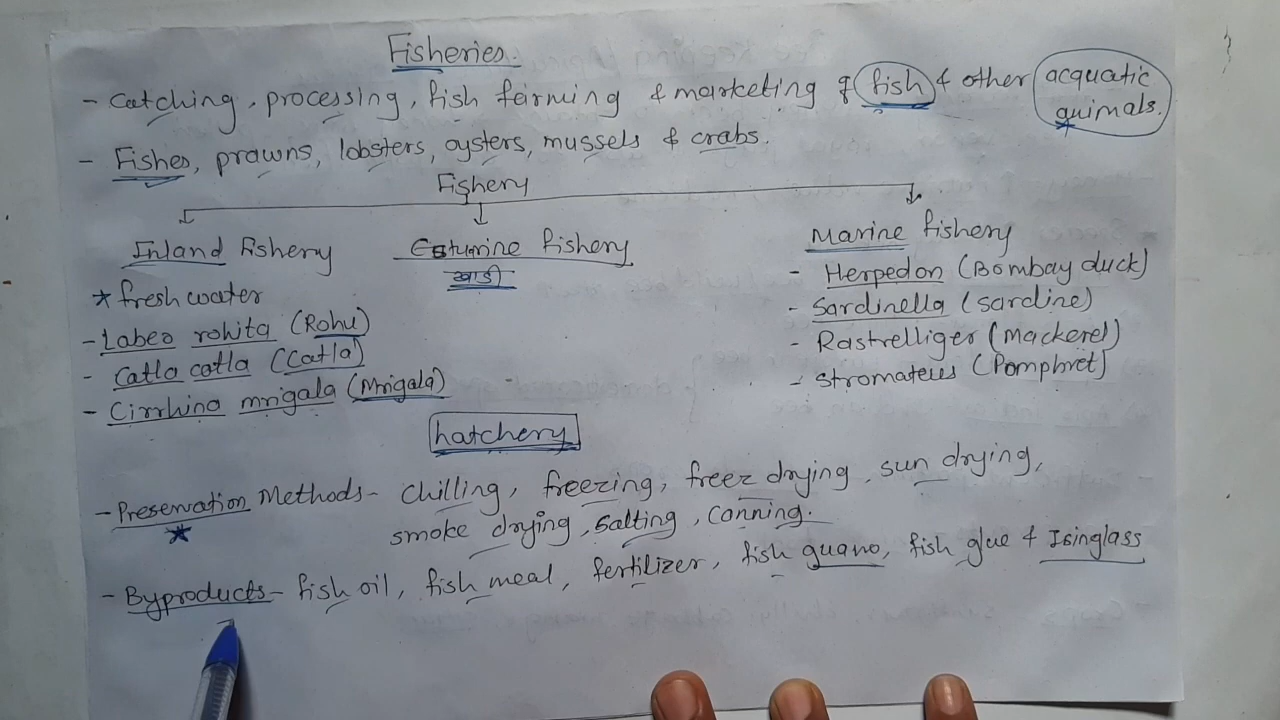 Fisheries.
- Catching, processing, fish farming & marketing of fish & other acquatic animals.
- Fishes, prawns, lobsters, oysters, mussels & crabs.
Fishery
Inland fishery
* fresh water
- Labeo rohita (Rohu)
- Catla catla (Catla)
- Cirrhina mrigala (Mrigala)
Esturine fishery
खाडी
Marine fishery
- Herpedon (Bombay duck)
- Sardinella (Sardine)
- Rastrelliger (Mackerel)
- Stromateus (Pomphret)
hatchery
- Preservation Methods - chilling, freezing, freez drying, sun drying,
smoke drying, salting, canning.
- Byproducts - fish oil, fish meal, fertilizer, fish guano, fish glue & Isinglass